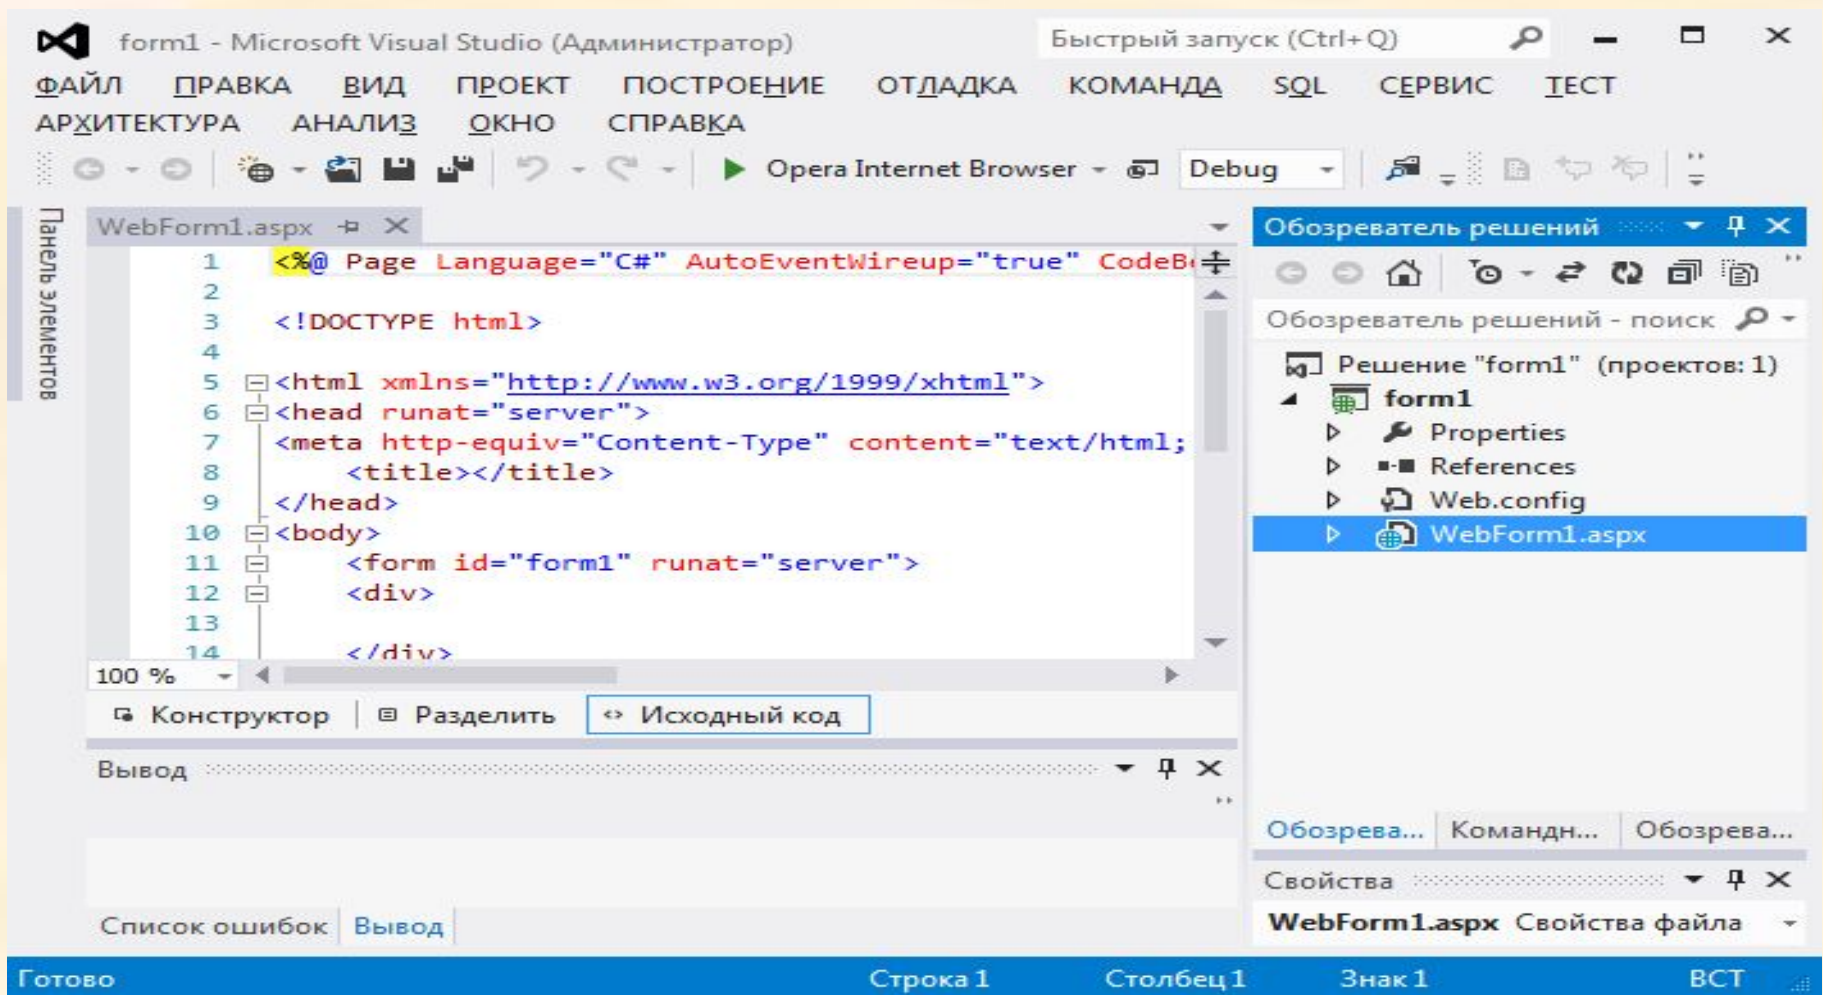 form1 - Microsoft Visual Studio (Администратор)
Быстрый запуск (Ctrl+Q)
ФАЙЛ ПРАВКА ВИД ПРОЕКТ ПОСТРОЕНИЕ ОТЛАДКА КОМАНДА SQL СЕРВИС ТЕСТ
АРХИТЕКТУРА АНАЛИЗ ОКНО СПРАВКА
Opera Internet Browser Debug
Панель элементов
WebForm1.aspx
1 <%@ Page Language="C#" AutoEventWireup="true" CodeB
2
3 <!DOCTYPE html>
4
5 <html xmlns="http://www.w3.org/1999/xhtml">
6 <head runat="server">
7 <meta http-equiv="Content-Type" content="text/html;
8 <title></title>
9 </head>
10 <body>
11 <form id="form1" runat="server">
12 <div>
13
14 </div>
100 %
Конструктор Разделить Исходный код
Вывод
Список ошибок Вывод
Обозреватель решений
Обозреватель решений - поиск
Решение "form1" (проектов: 1)
form1
Properties
References
Web.config
WebForm1.aspx
Обозрева... Командн... Обозрева...
Свойства
WebForm1.aspx Свойства файла
Готово Строка 1 Столбец 1 Знак 1 ВСТ